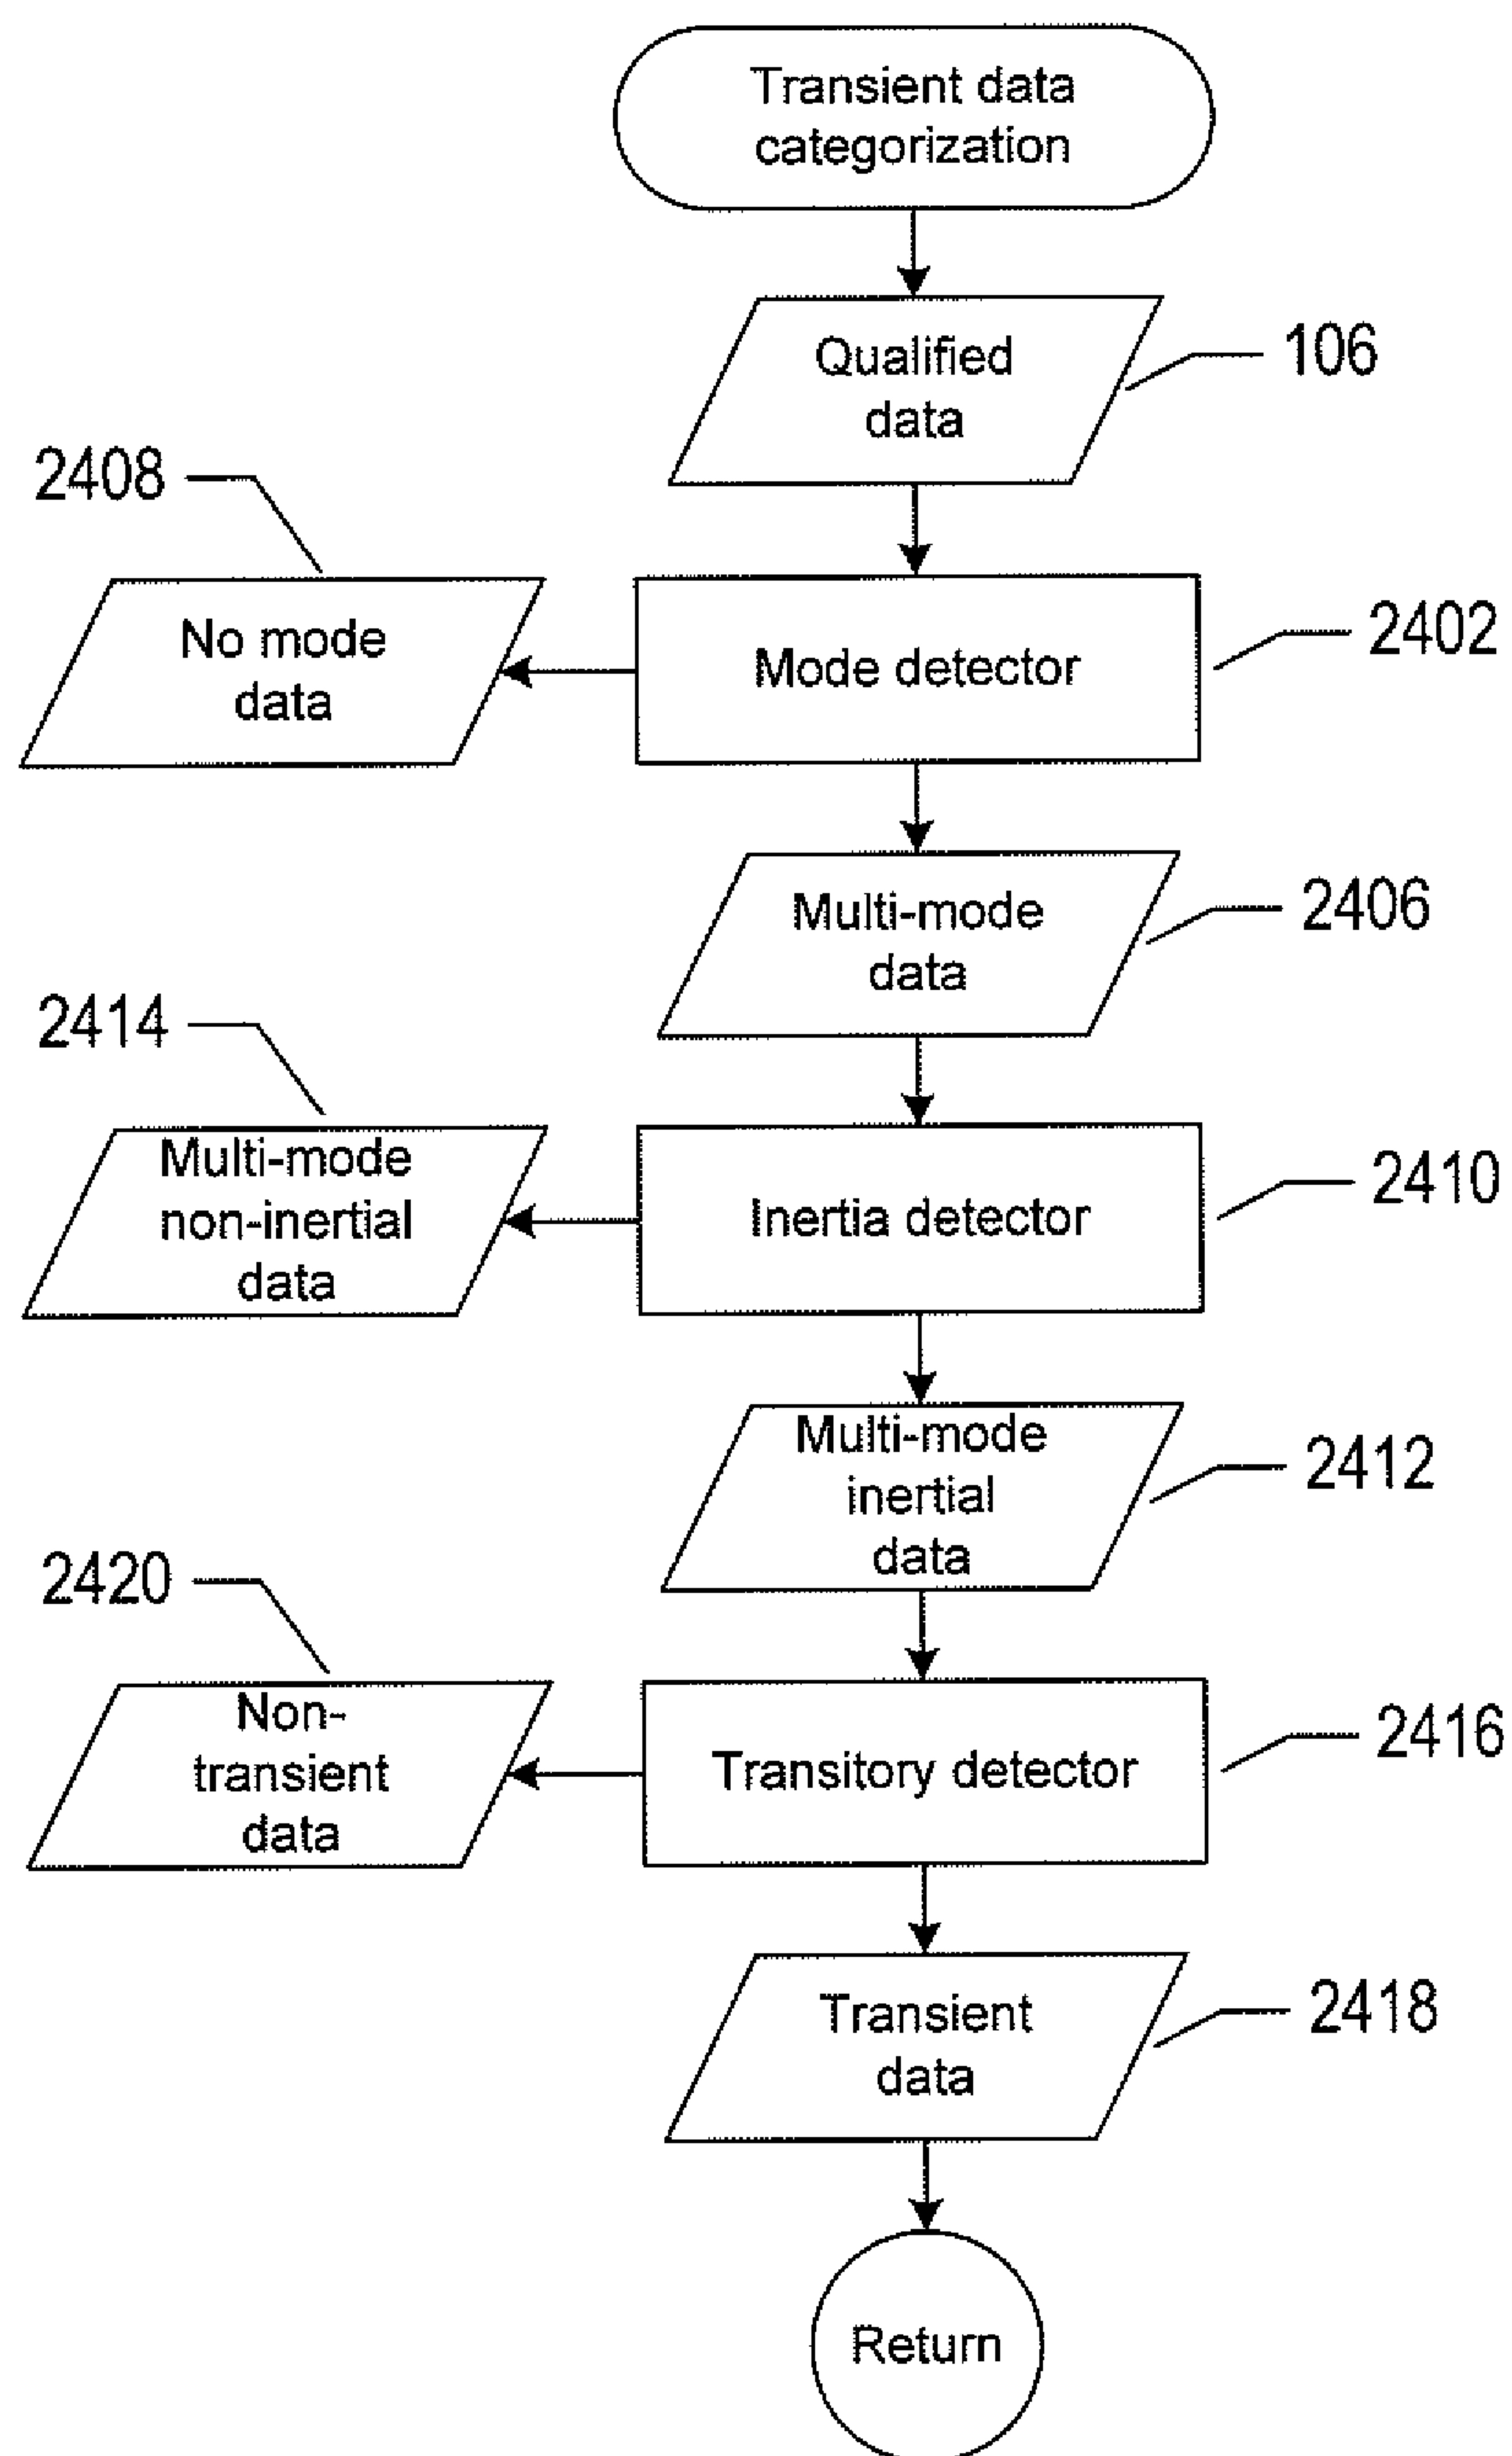 Transient data
categorization
Qualified
data
106
2408
No mode
data
Mode detector
2402
Multi-mode
data
2406
2414
Multi-mode
non-inertial
data
Inertia detector
2410
Multi-mode
inertial
data
2412
2420
Non-
transient
data
Transitory detector
2416
Transient
data
2418
Return